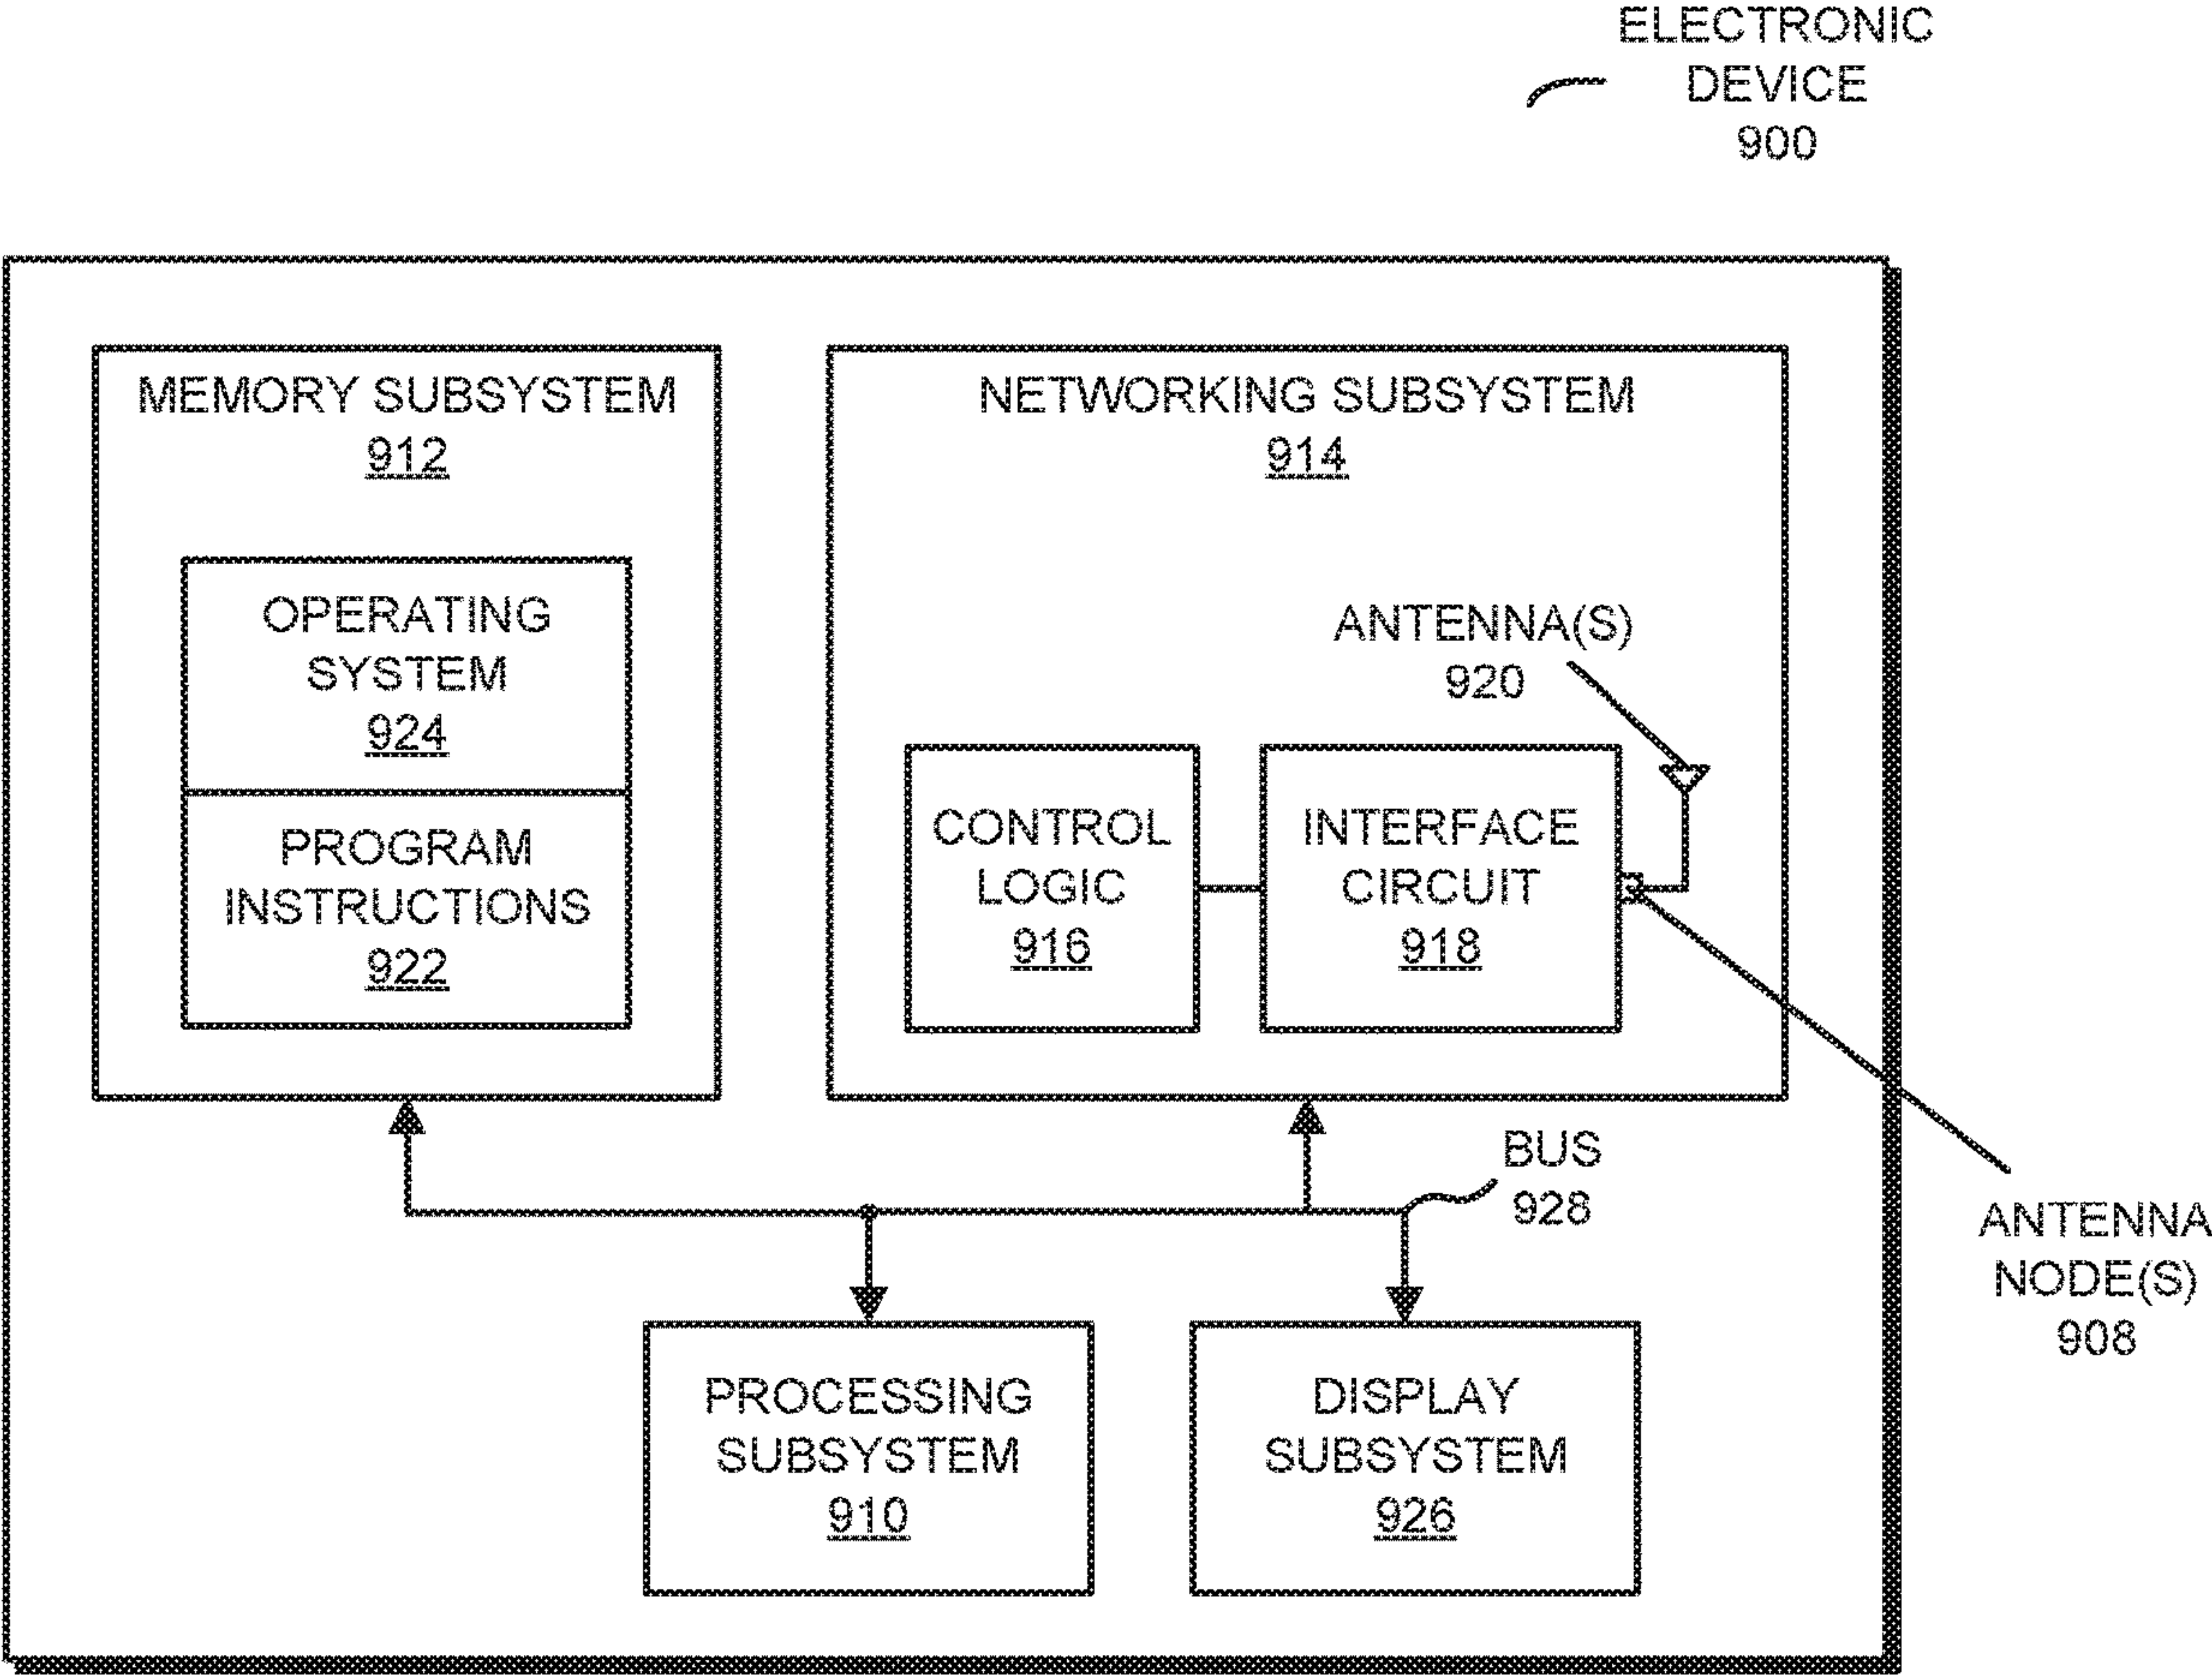 ELECTRONIC
DEVICE
900
MEMORY SUBSYSTEM
912
OPERATING
SYSTEM
924
PROGRAM
INSTRUCTIONS
922
NETWORKING SUBSYSTEM
914
ANTENNA(S)
920
CONTROL
LOGIC
916
INTERFACE
CIRCUIT
918
BUS
928
ANTENNA
NODE(S)
908
PROCESSING
SUBSYSTEM
910
DISPLAY
SUBSYSTEM
926